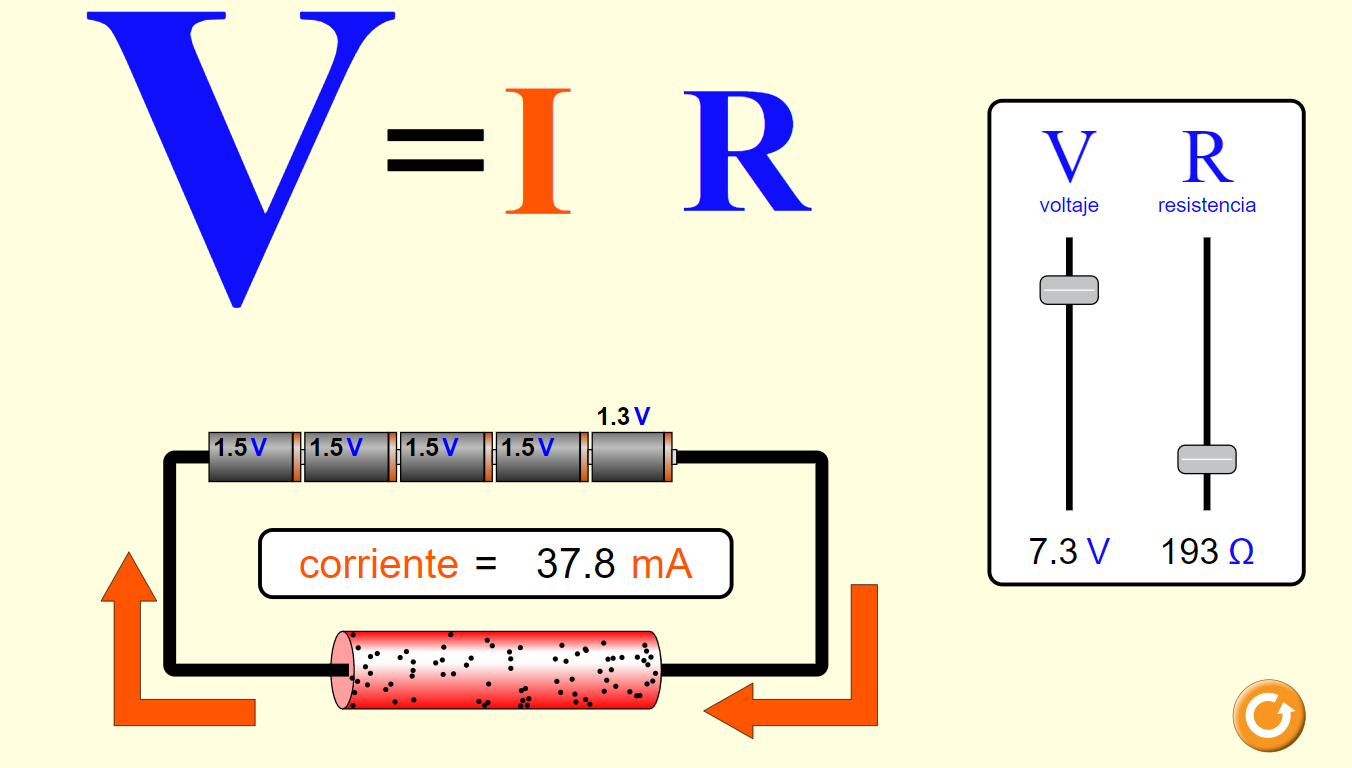 V = I R
V R
voltaje resistencia
7.3 V 193 Ω
1.3 V
1.5 V 1.5 V 1.5 V 1.5 V
corriente = 37.8 mA